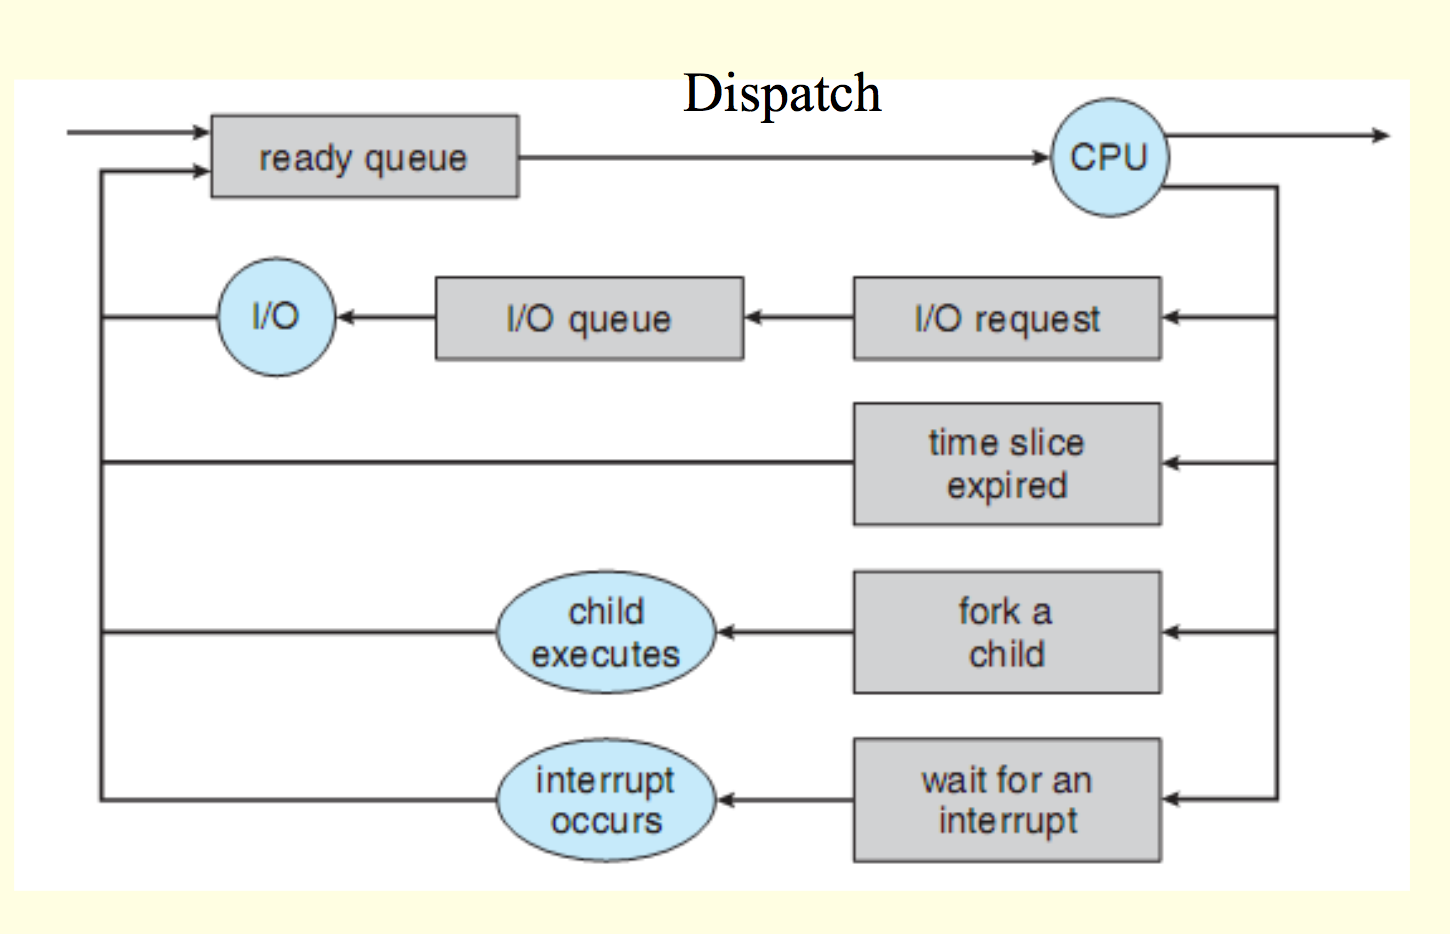 Dispatch
ready queue
CPU
I/O
I/O queue
I/O request
time slice
expired
child
executes
fork a
child
interrupt
occurs
wait for an
interrupt